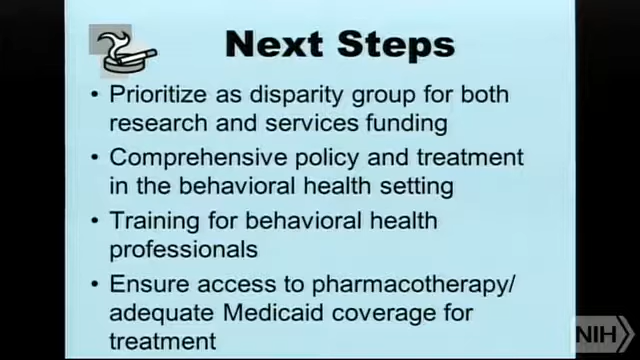 Next Steps
• Prioritize as disparity group for both
research and services funding
• Comprehensive policy and treatment
in the behavioral health setting
• Training for behavioral health
professionals
• Ensure access to pharmacotherapy/
adequate Medicaid coverage for
treatment
NIH